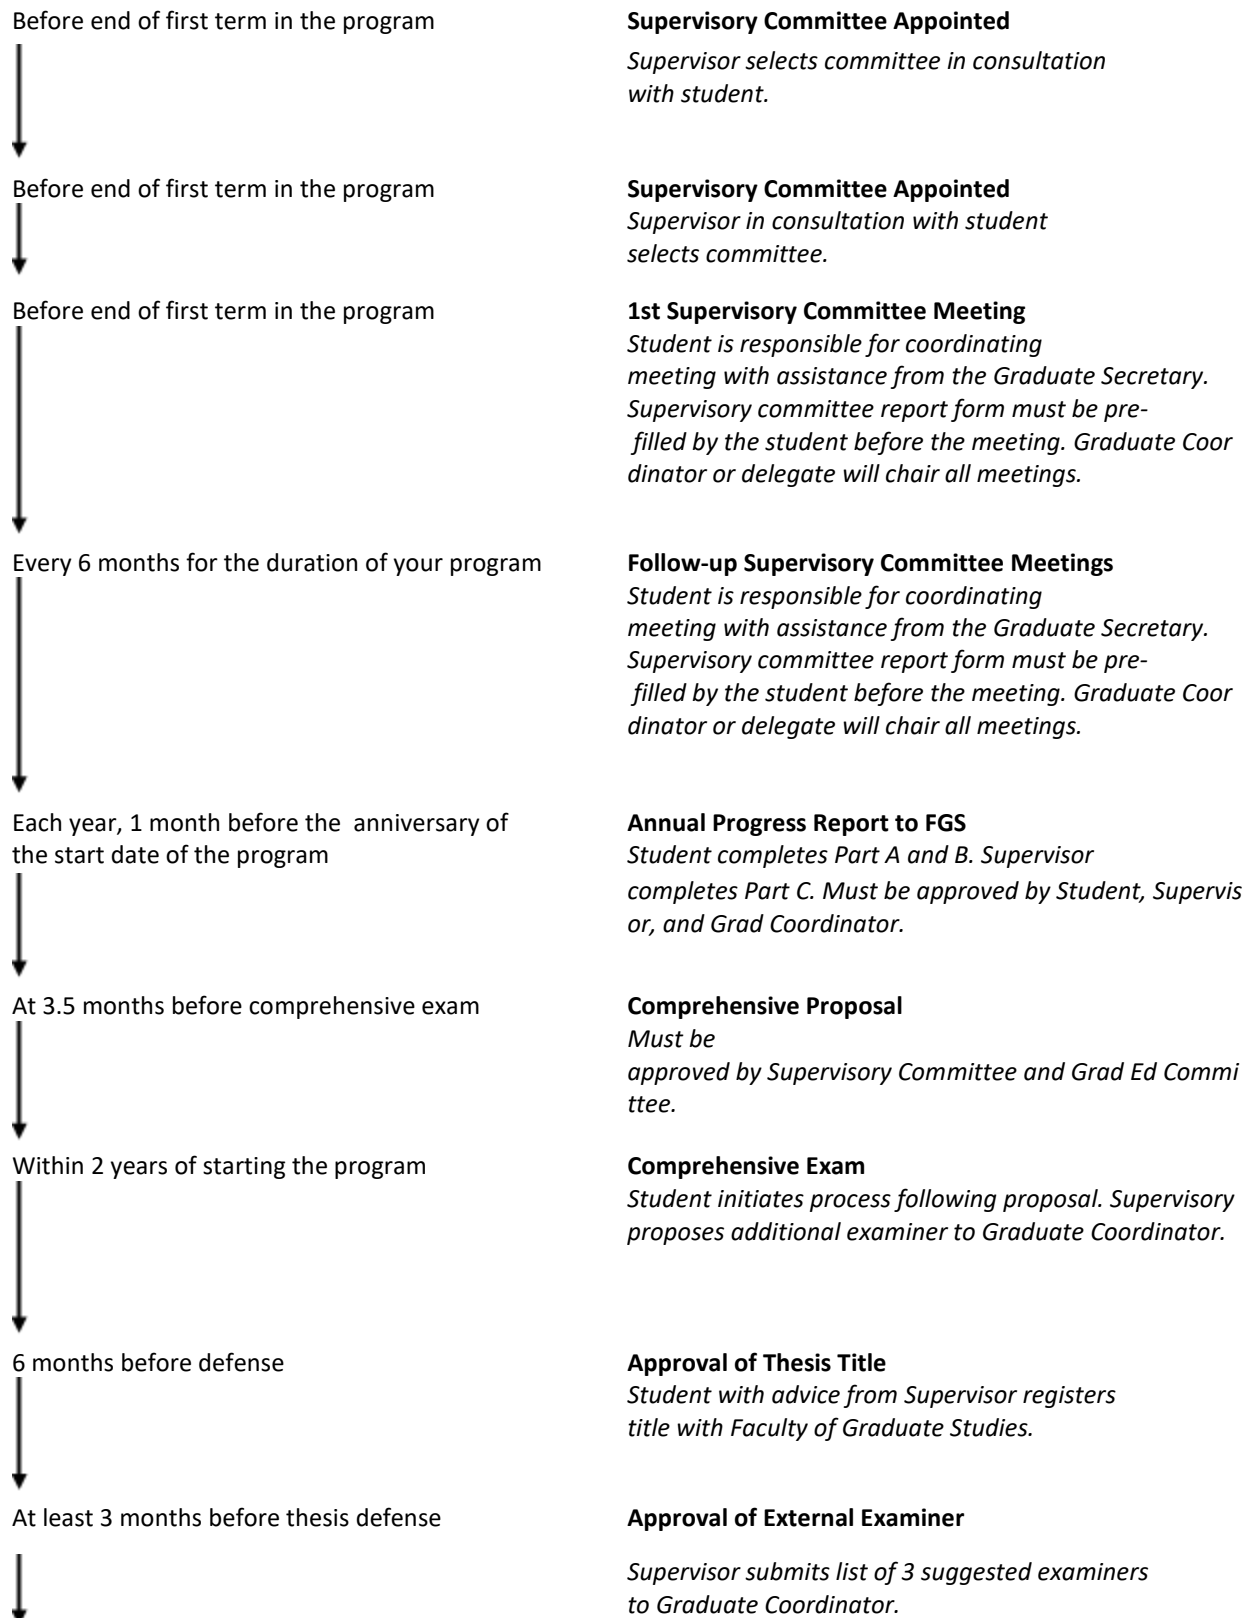 Before end of first term in the program
Supervisory Committee Appointed
Supervisor selects committee in consultation
with student.
Before end of first term in the program
Supervisory Committee Appointed
Supervisor in consultation with student
selects committee.
Before end of first term in the program
1st Supervisory Committee Meeting
Student is responsible for coordinating
meeting with assistance from the Graduate Secretary.
Supervisory committee report form must be pre-
filled by the student before the meeting. Graduate Coor
dinator or delegate will chair all meetings.
Every 6 months for the duration of your program
Follow-up Supervisory Committee Meetings
Student is responsible for coordinating
meeting with assistance from the Graduate Secretary.
Supervisory committee report form must be pre-
filled by the student before the meeting. Graduate Coor
dinator or delegate will chair all meetings.
Each year, 1 month before the  anniversary of
the start date of the program
Annual Progress Report to FGS
Student completes Part A and B. Supervisor
completes Part C. Must be approved by Student, Supervis
or, and Grad Coordinator.
At 3.5 months before comprehensive exam
Comprehensive Proposal
Must be
approved by Supervisory Committee and Grad Ed Commi
ttee.
Within 2 years of starting the program
Comprehensive Exam
Student initiates process following proposal. Supervisory
proposes additional examiner to Graduate Coordinator.
6 months before defense
Approval of Thesis Title
Student with advice from Supervisor registers
title with Faculty of Graduate Studies.
At least 3 months before thesis defense
Approval of External Examiner
Supervisor submits list of 3 suggested examiners
to Graduate Coordinator.